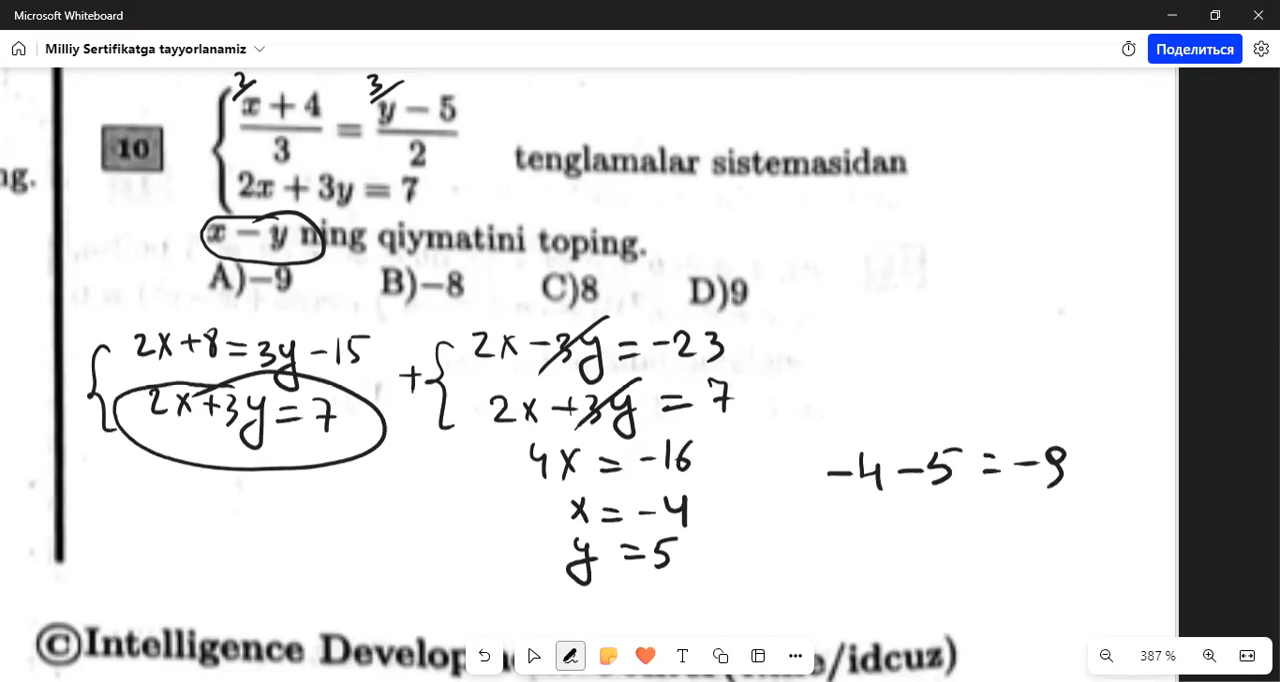 Microsoft Whiteboard
Milliy Sertifikatga tayyorlanamiz
Поделиться
ng.
10
2 3
x + 4 / 3 = y − 5 / 2
2x + 3y = 7
tenglamalar sistemasidan
x − y ning qiymatini toping.
A)−9 B)−8 C)8 D)9
2x+8=3y-15
2x+3y=7
+
2x-3y=-23
2x+3y=7
4x=-16
x=-4
y=5
-4-5=-9
©Intelligence Develop
/idcuz)
387 %